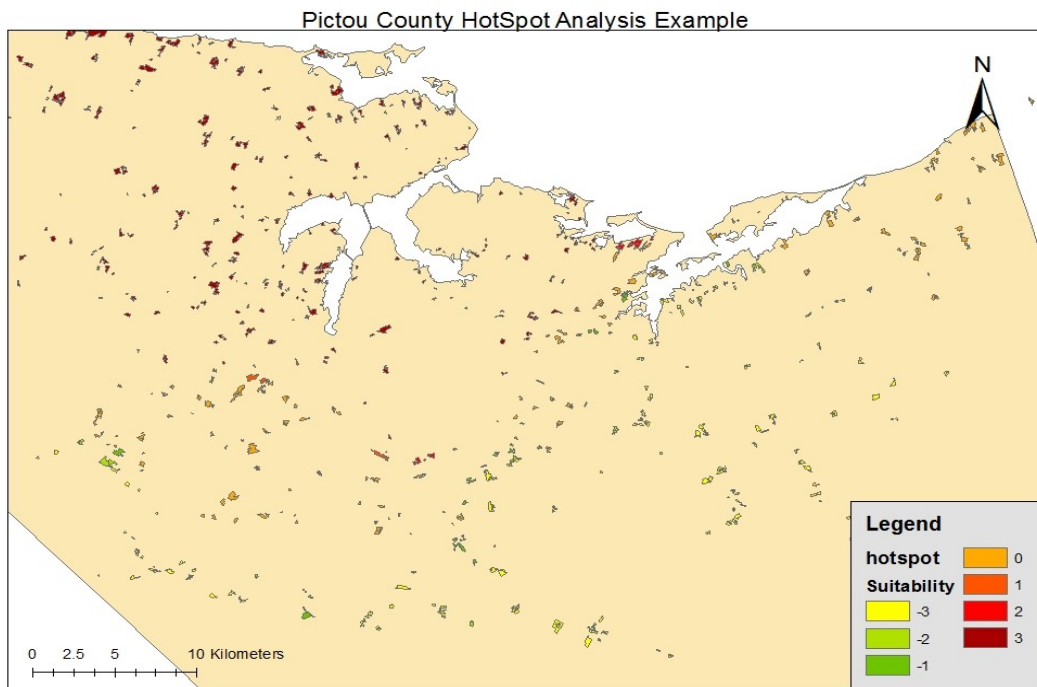 Pictou County HotSpot Analysis Example
N
Legend
hotspot
Suitability
-3
-2
-1
0
1
2
3
0 2.5 5 10 Kilometers